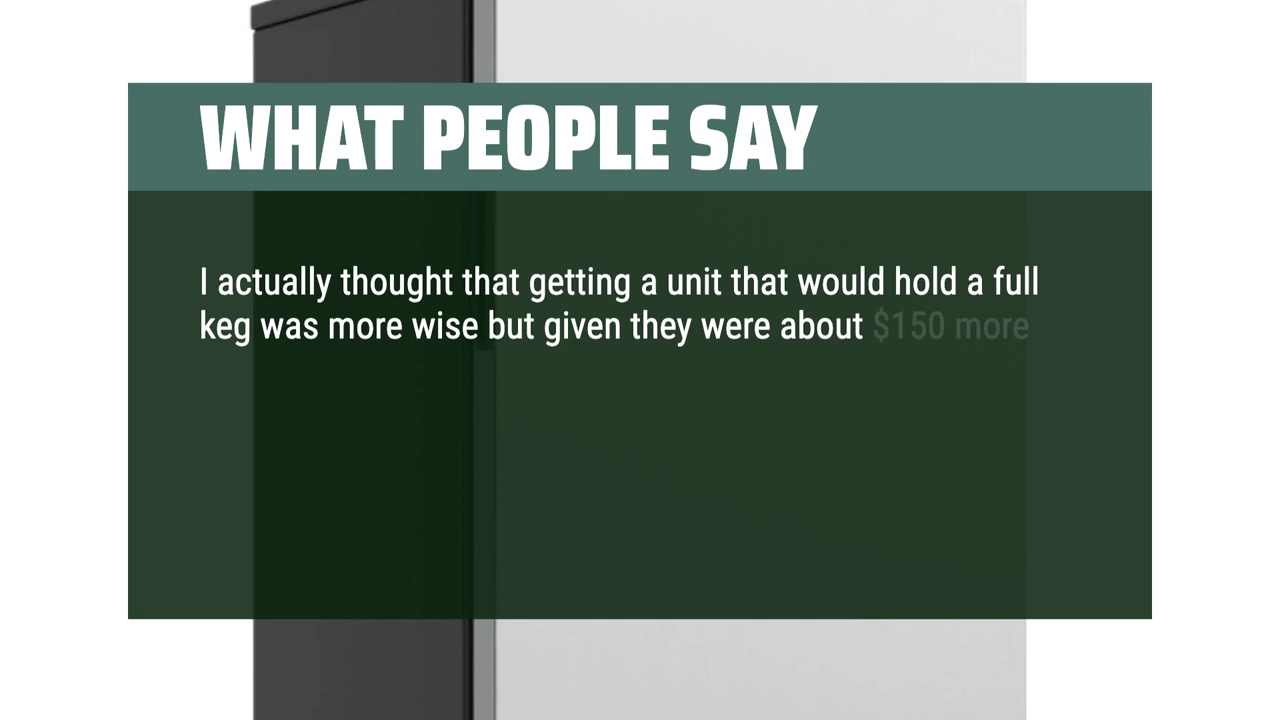 WHAT PEOPLE SAY
I actually thought that getting a unit that would hold a full
keg was more wise but given they were about $150 more